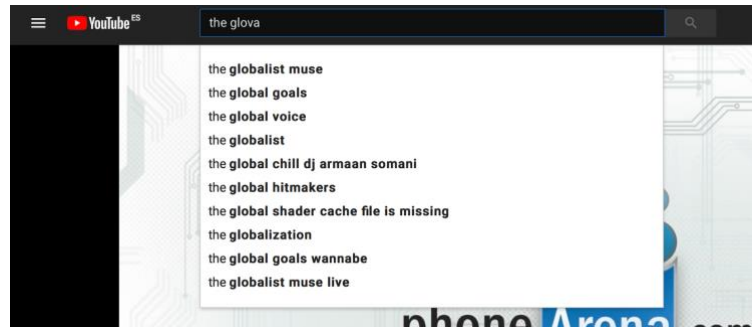 YouTube ES
the glova
the globalist muse
the global goals
the global voice
the globalist
the global chill dj armaan somani
the global hitmakers
the global shader cache file is missing
the globalization
the global goals wannabe
the globalist muse live
phone Arena .com